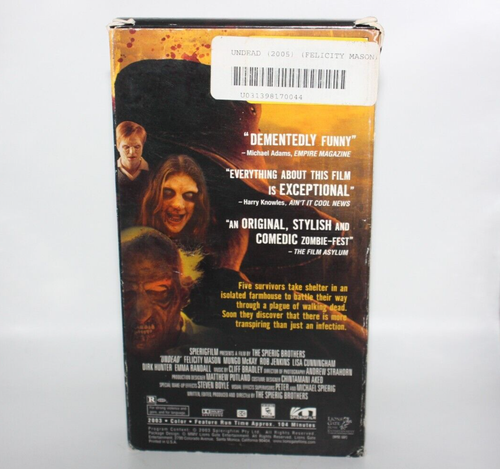 UNDEAD (2005) (FELICITY MASON)
U031398170044
"DEMENTEDLY FUNNY"
– Michael Adams, EMPIRE MAGAZINE
"EVERYTHING ABOUT THIS FILM
IS EXCEPTIONAL"
– Harry Knowles, AIN'T IT COOL NEWS
"AN ORIGINAL, STYLISH AND
COMEDIC ZOMBIE-FEST"
– THE FILM ASYLUM
Five survivors take shelter in an
isolated farmhouse to battle their way
through a plague of walking dead.
Soon they discover that there is more
transpiring than just an infection.
SPIERIGFILM PRESENTS A FILM BY THE SPIERIG BROTHERS
"UNDEAD" FELICITY MASON MUNGO McKAY ROB JENKINS LISA CUNNINGHAM
DIRK HUNTER EMMA RANDALL MUSIC BY CLIFF BRADLEY DIRECTOR OF PHOTOGRAPHY ANDREW STRAHORN
PRODUCTION DESIGNER MATTHEW PUTLAND COSTUME DESIGNER CHINTAMANI AKED
SPECIAL MAKE-UP EFFECTS STEVEN BOYLE VISUAL EFFECTS SUPERVISORS PETER AND MICHAEL SPIERIG
WRITTEN, EDITED, PRODUCED AND DIRECTED BY THE SPIERIG BROTHERS
R
2003 • Color • Feature Run Time Approx. 104 Minutes